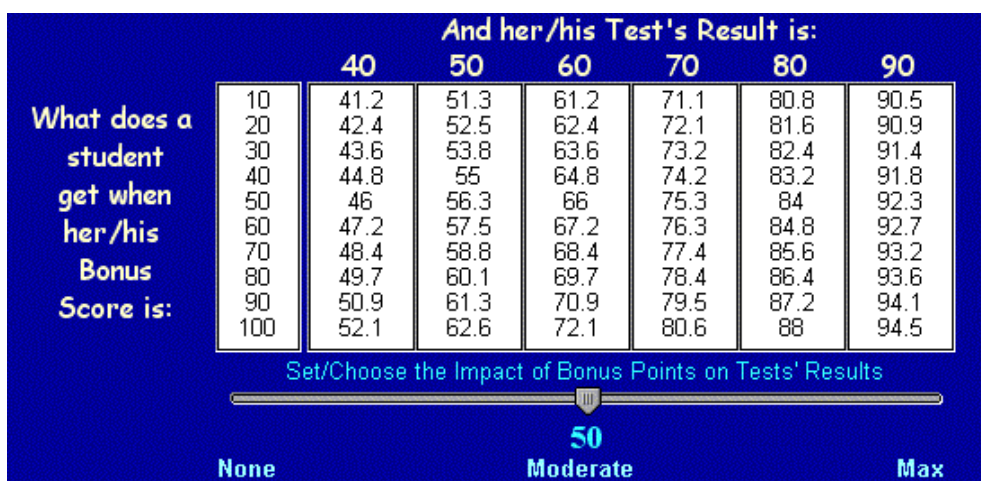 And her/his Test's Result is:
40 50 60 70 80 90
What does a
student
get when
her/his
Bonus
Score is:
10 41.2 51.3 61.2 71.1 80.8 90.5
20 42.4 52.5 62.4 72.1 81.6 90.9
30 43.6 53.8 63.6 73.2 82.4 91.4
40 44.8 55 64.8 74.2 83.2 91.8
50 46 56.3 66 75.3 84 92.3
60 47.2 57.5 67.2 76.3 84.8 92.7
70 48.4 58.8 68.4 77.4 85.6 93.2
80 49.7 60.1 69.7 78.4 86.4 93.6
90 50.9 61.3 70.9 79.5 87.2 94.1
100 52.1 62.6 72.1 80.6 88 94.5
Set/Choose the Impact of Bonus Points on Tests' Results
50
None Moderate Max